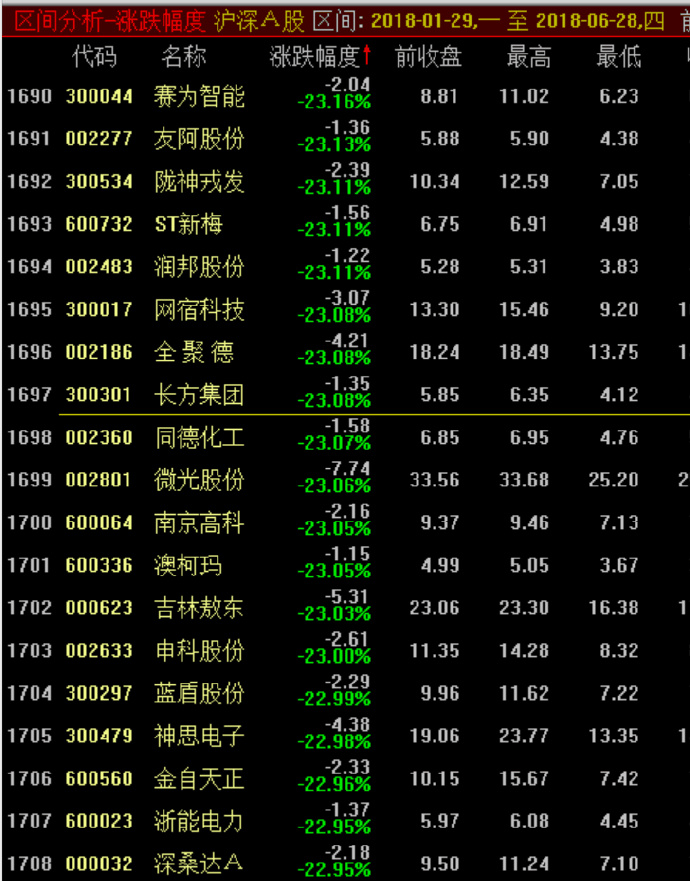 区间分析-涨跌幅度 沪深A股 区间: 2018-01-29,一 至 2018-06-28,四
代码 名称 涨跌幅度↑ 前收盘 最高 最低
1690 300044 赛为智能 -2.04 -23.16% 8.81 11.02 6.23
1691 002277 友阿股份 -1.36 -23.13% 5.88 5.90 4.38
1692 300534 陇神戎发 -2.39 -23.11% 10.34 12.59 7.05
1693 600732 ST新梅 -1.56 -23.11% 6.75 6.91 4.98
1694 002483 润邦股份 -1.22 -23.11% 5.28 5.31 3.83
1695 300017 网宿科技 -3.07 -23.08% 13.30 15.46 9.20 1
1696 002186 全聚德 -4.21 -23.08% 18.24 18.49 13.75 1
1697 300301 长方集团 -1.35 -23.08% 5.85 6.35 4.12
1698 002360 同德化工 -1.58 -23.07% 6.85 6.95 4.76
1699 002801 微光股份 -7.74 -23.06% 33.56 33.68 25.20 2
1700 600064 南京高科 -2.16 -23.05% 9.37 9.46 7.13
1701 600336 澳柯玛 -1.15 -23.05% 4.99 5.05 3.67
1702 000623 吉林敖东 -5.31 -23.03% 23.06 23.30 16.38 1
1703 002633 申科股份 -2.61 -23.00% 11.35 14.28 8.32
1704 300297 蓝盾股份 -2.29 -22.99% 9.96 11.62 7.22
1705 300479 神思电子 -4.38 -22.98% 19.06 23.77 13.35 1
1706 600560 金自天正 -2.33 -22.96% 10.15 15.67 7.42
1707 600023 浙能电力 -1.37 -22.95% 5.97 6.08 4.45
1708 000032 深桑达A -2.18 -22.95% 9.50 11.24 7.10